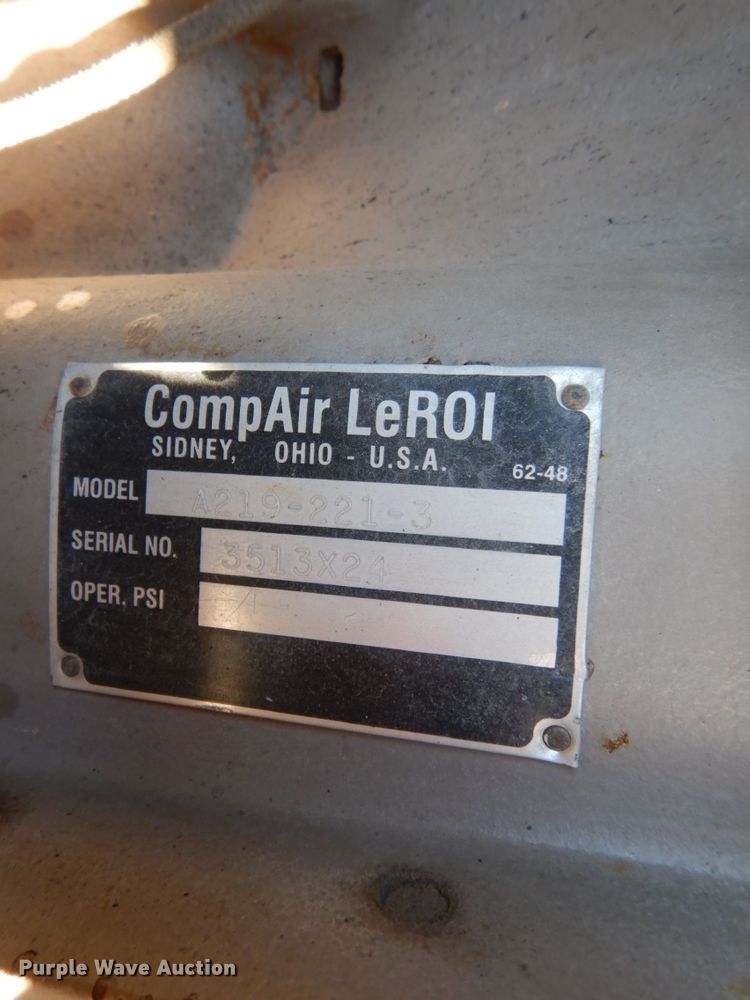 CompAir LeROI
SIDNEY, OHIO - U.S.A.
62-48
MODEL A219-221-3
SERIAL NO. 3513X24
OPER. PSI
Purple Wave Auction